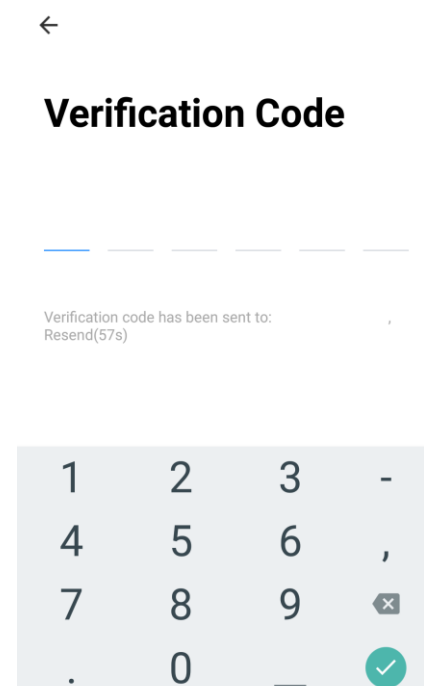 Verification Code
Verification code has been sent to: ,
Resend(57s)
1 2 3 -
4 5 6 ,
7 8 9
. 0